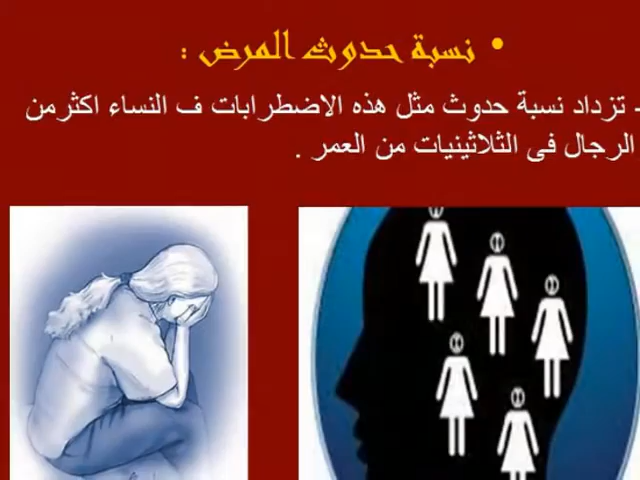 • نسبة حدوث المرض :
- تزداد نسبة حدوث مثل هذه الاضطرابات ف النساء اكثرمن
الرجال فى الثلاثينيات من العمر .